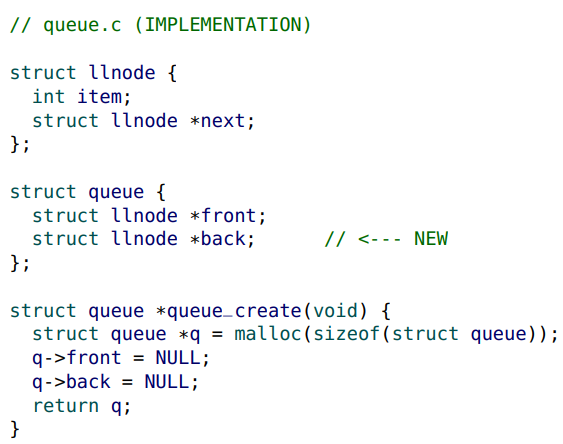 // queue.c (IMPLEMENTATION)
struct llnode {
  int item;
  struct llnode *next;
};
struct queue {
  struct llnode *front;
  struct llnode *back;      // <--- NEW
};
struct queue *queue_create(void) {
  struct queue *q = malloc(sizeof(struct queue));
  q->front = NULL;
  q->back = NULL;
  return q;
}